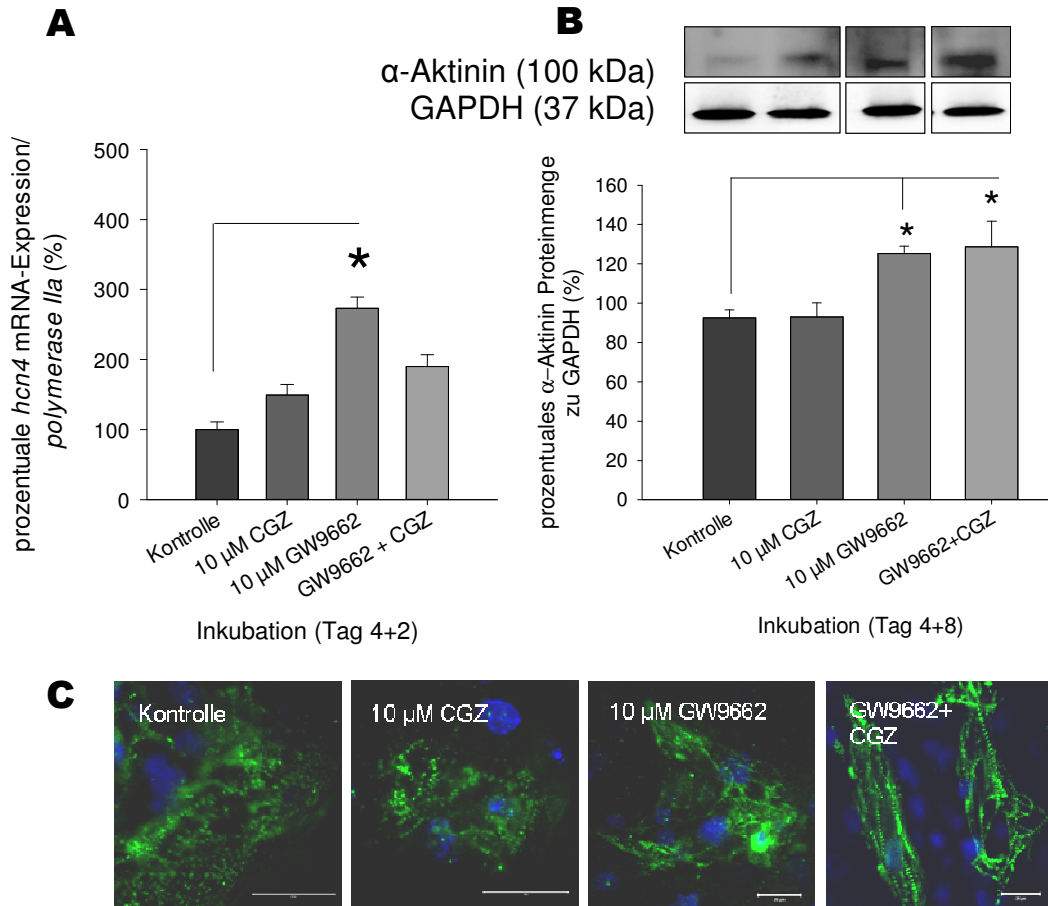 A
B
α-Aktinin (100 kDa)
GAPDH (37 kDa)
prozentuale hcn4 mRNA-Expression/
polymerase IIa (%)
500
400
300
200
100
0
*
Kontrolle
10 µM CGZ
10 µM GW9662
GW9662 + CGZ
Inkubation (Tag 4+2)
prozentuales α–Aktinin Proteinmenge
zu GAPDH (%)
160
140
120
100
80
60
40
20
0
*
*
Kontrolle
10 µM CGZ
10 µM GW9662
GW9662+CGZ
Inkubation (Tag 4+8)
C
Kontrolle
10 µM CGZ
10 µM GW9662
GW9662+
CGZ